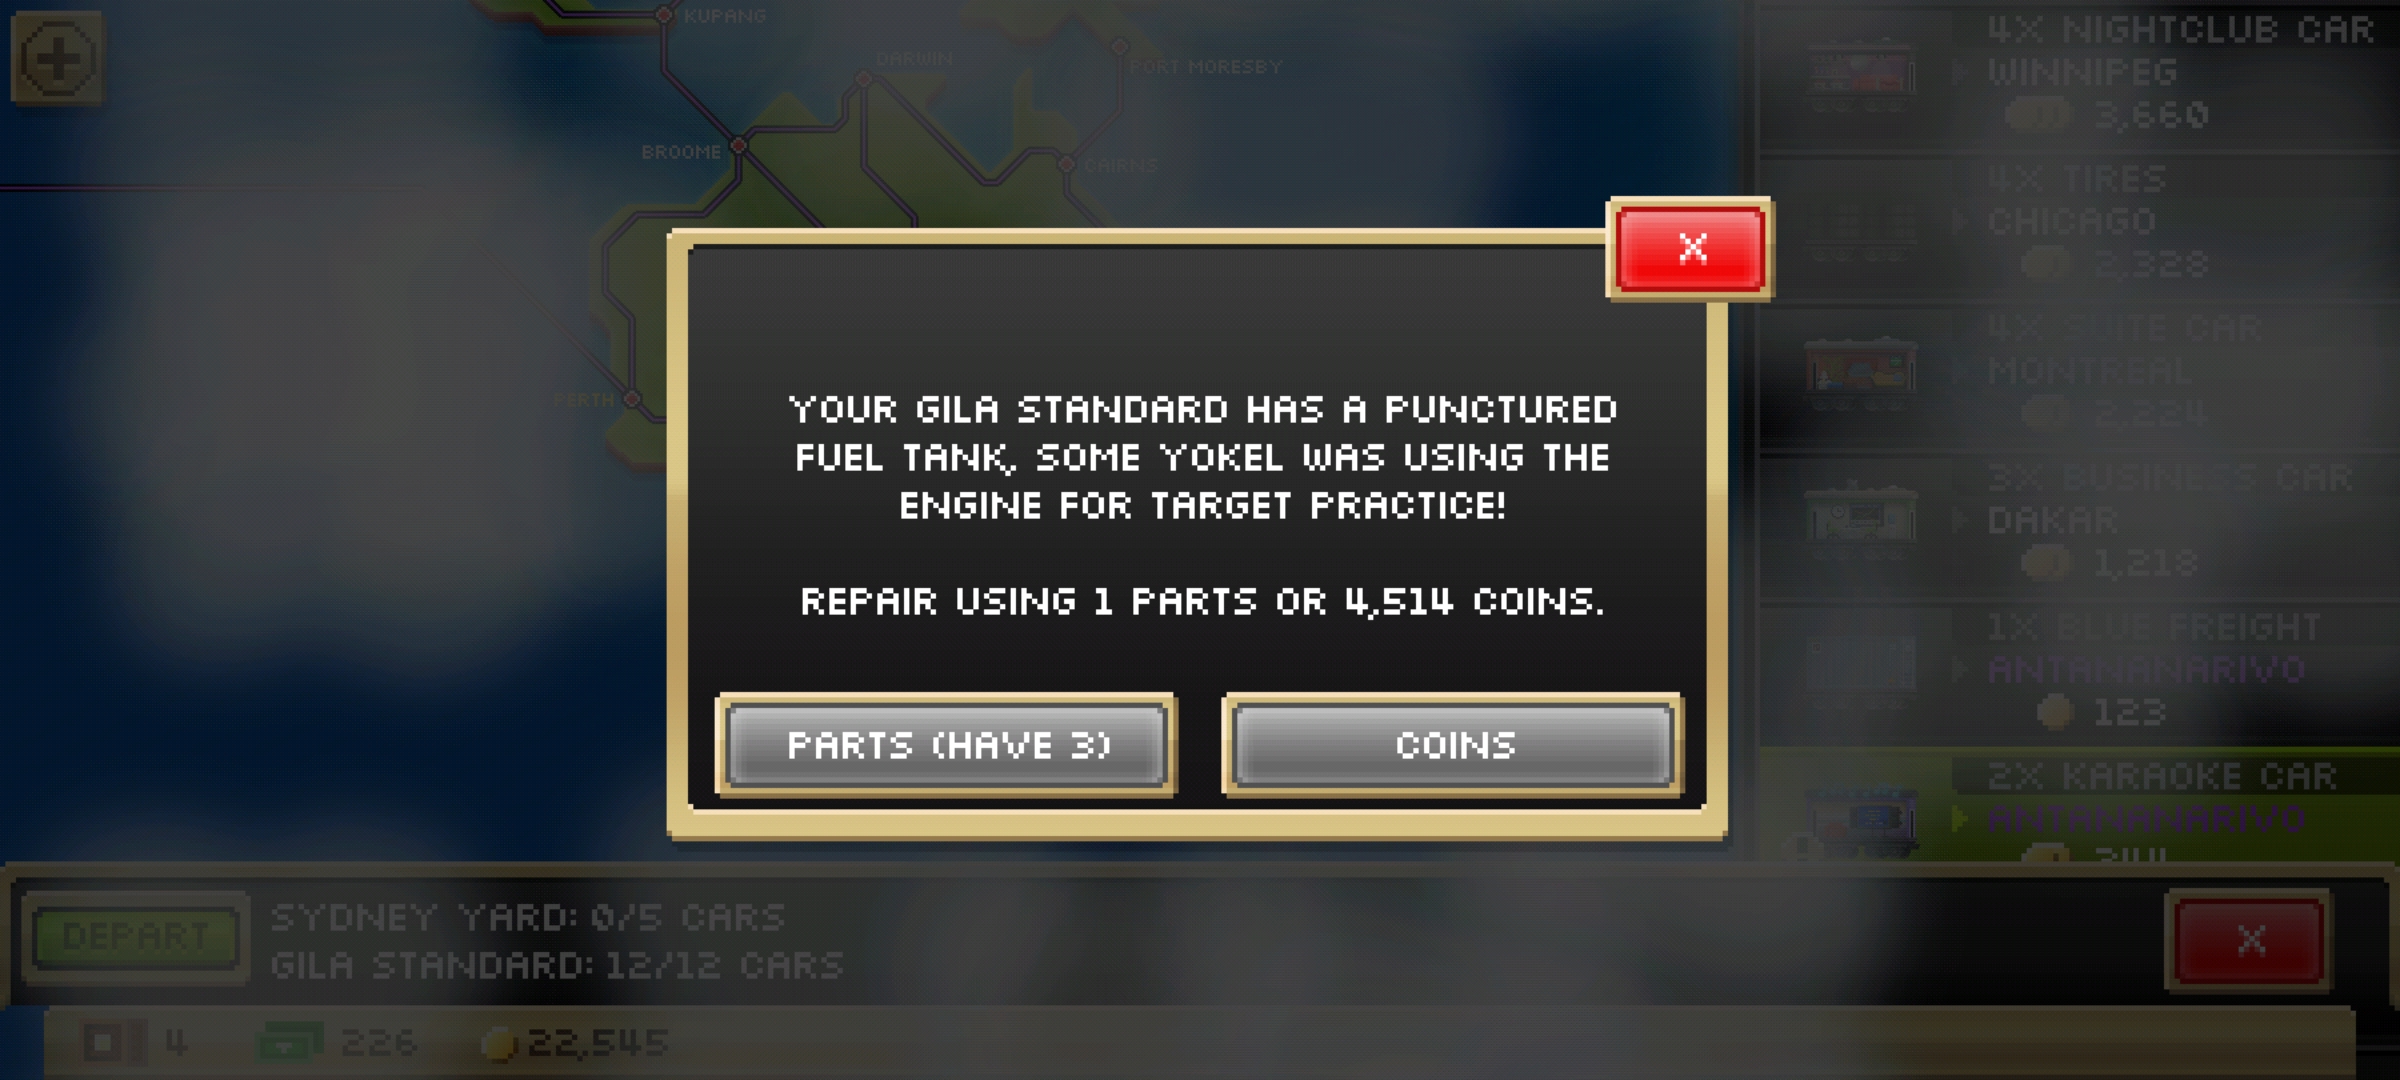 KUPANG
DARWIN
PORT MORESBY
BROOME
CAIRNS
PERTH
4X NIGHTCLUB CAR
WINNIPEG
3,660
4X TIRES
CHICAGO
2,328
4X SUITE CAR
MONTREAL
2,224
3X BUSINESS CAR
DAKAR
1,218
1X BLUE FREIGHT
ANTANANARIVO
123
2X KARAOKE CAR
ANTANANARIVO
X
YOUR GILA STANDARD HAS A PUNCTURED
FUEL TANK, SOME YOKEL WAS USING THE
ENGINE FOR TARGET PRACTICE!
REPAIR USING 1 PARTS OR 4,514 COINS.
PARTS (HAVE 3)
COINS
DEPART
SYDNEY YARD: 0/5 CARS
GILA STANDARD: 12/12 CARS
X
4
226
22,545